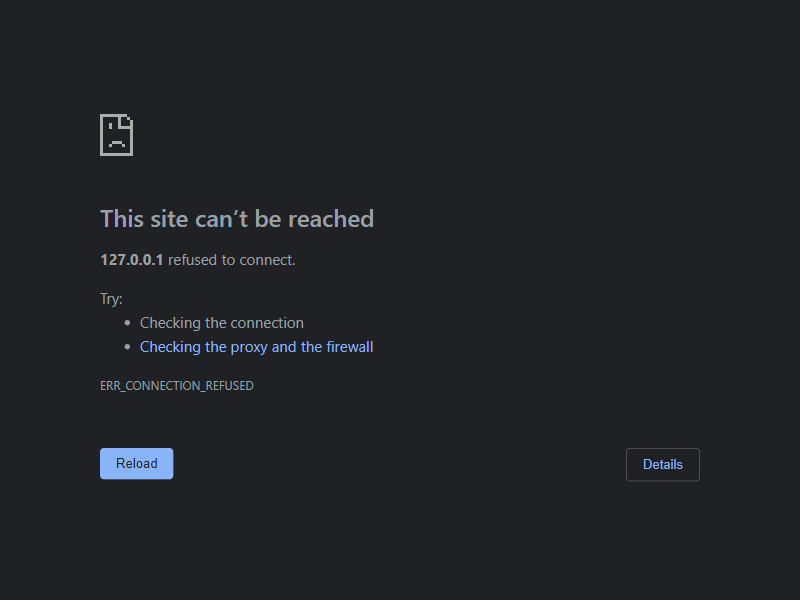 This site can’t be reached
127.0.0.1 refused to connect.
Try:
Checking the connection
Checking the proxy and the firewall
ERR_CONNECTION_REFUSED
Reload
Details